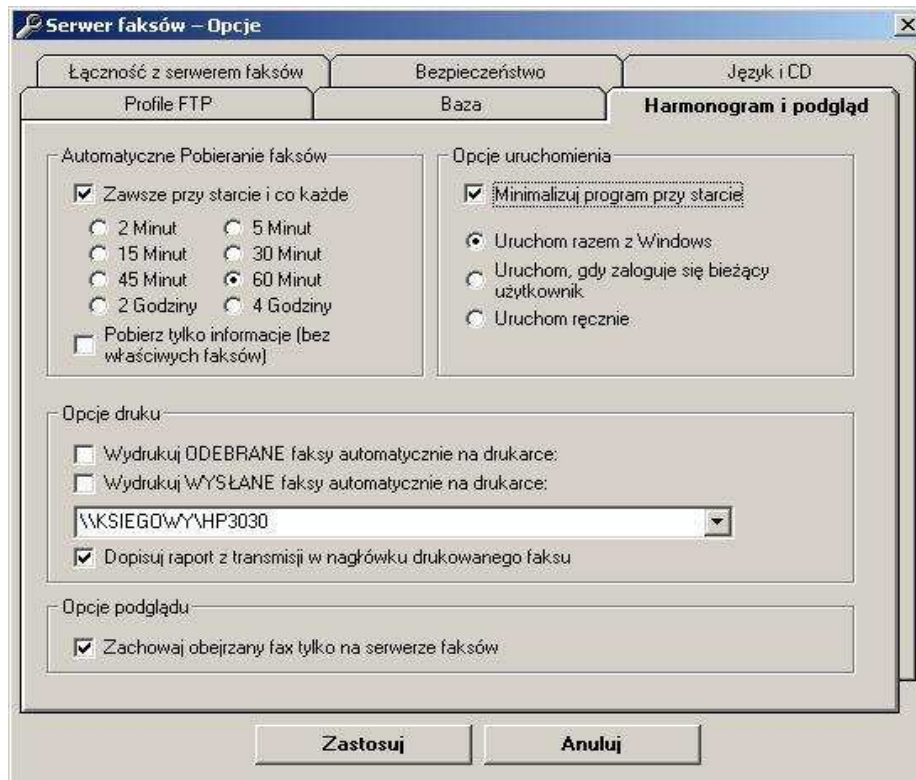 Serwer faksów – Opcje
Łączność z serwerem faksów
Bezpieczeństwo
Język i CD
Profile FTP
Baza
Harmonogram i podgląd
Automatyczne Pobieranie faksów
Zawsze przy starcie i co każde
2 Minut
5 Minut
15 Minut
30 Minut
45 Minut
60 Minut
2 Godziny
4 Godziny
Pobierz tylko informacje (bez
właściwych faksów)
Opcje uruchomienia
Minimalizuj program przy starcie
Uruchom razem z Windows
Uruchom, gdy zaloguje się bieżący
użytkownik
Uruchom ręcznie
Opcje druku
Wydrukuj ODEBRANE faksy automatycznie na drukarce:
Wydrukuj WYSŁANE faksy automatycznie na drukarce:
\\KSIEGOWY\HP3030
Dopisuj raport z transmisji w nagłówku drukowanego faksu
Opcje podglądu
Zachowaj obejrzany fax tylko na serwerze faksów
Zastosuj
Anuluj